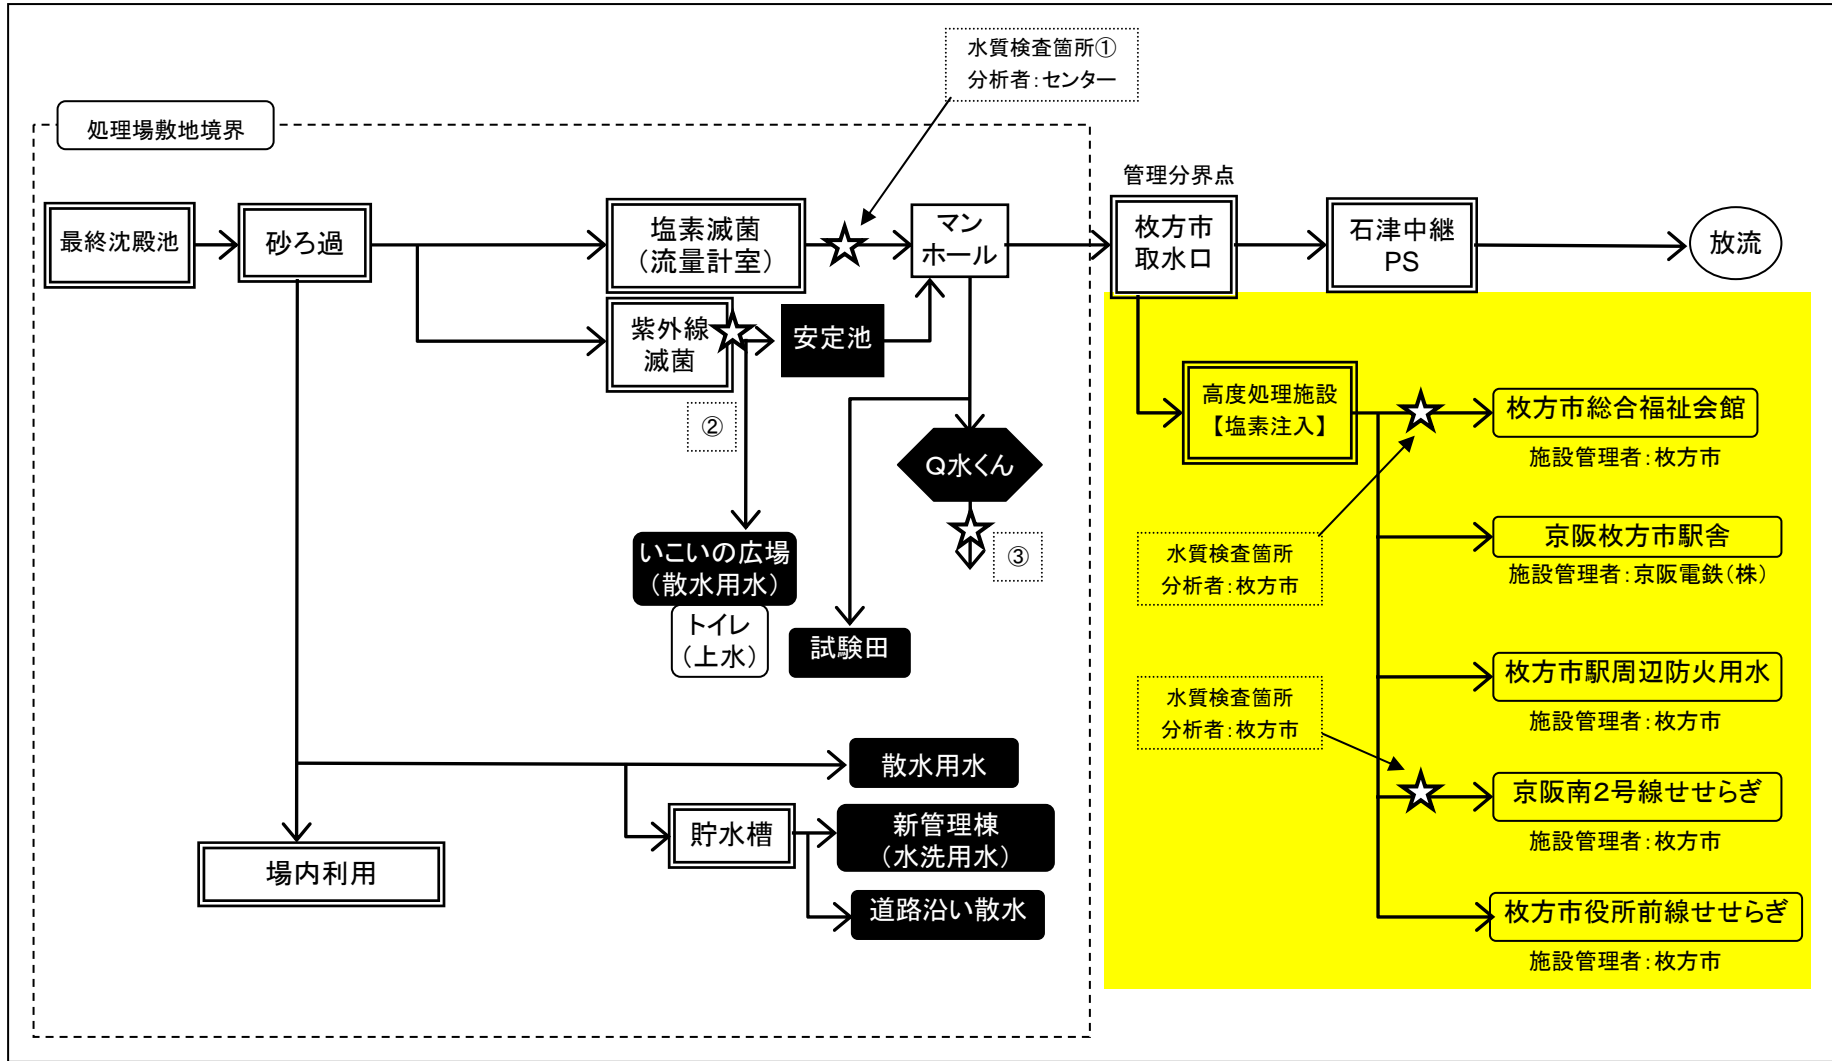 水質検査箇所①
分析者：センター
処理場敷地境界
管理分界点
最終沈殿池
砂ろ過
塩素滅菌
（流量計室）
マン
ホール
枚方市
取水口
石津中継
PS
放流
紫外線
滅菌
安定池
②
Q水くん
③
いこいの広場
（散水用水）
トイレ
（上水）
試験田
散水用水
貯水槽
新管理棟
（水洗用水）
道路沿い散水
場内利用
高度処理施設
【塩素注入】
枚方市総合福祉会館
施設管理者：枚方市
水質検査箇所
分析者：枚方市
京阪枚方市駅舎
施設管理者：京阪電鉄（株）
枚方市駅周辺防火用水
施設管理者：枚方市
水質検査箇所
分析者：枚方市
京阪南2号線せせらぎ
施設管理者：枚方市
枚方市役所前線せせらぎ
施設管理者：枚方市